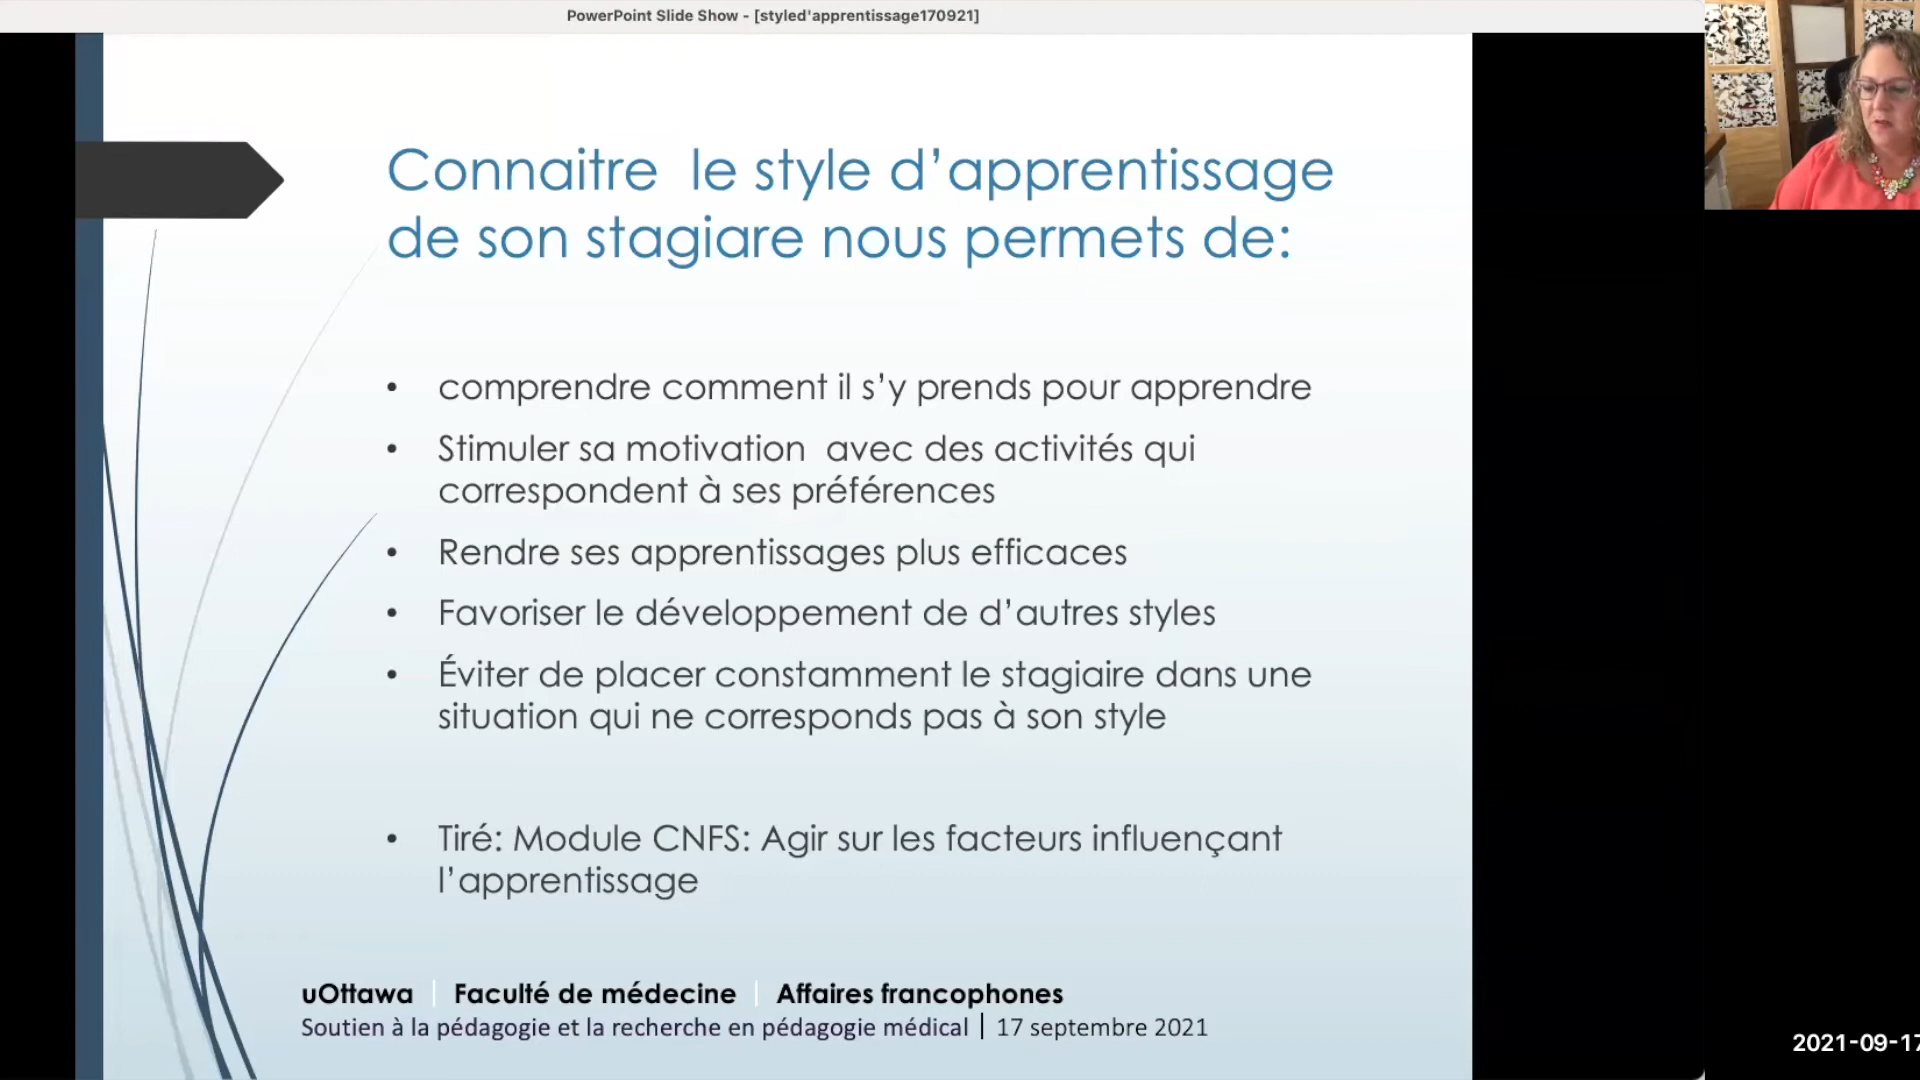 PowerPoint Slide Show - [styled'apprentissage170921]
Connaitre le style d’apprentissage
de son stagiare nous permets de:
• comprendre comment il s’y prends pour apprendre
• Stimuler sa motivation avec des activités qui
correspondent à ses préférences
• Rendre ses apprentissages plus efficaces
• Favoriser le développement de d’autres styles
• Éviter de placer constamment le stagiaire dans une
situation qui ne corresponds pas à son style
• Tiré: Module CNFS: Agir sur les facteurs influençant
l’apprentissage
uOttawa | Faculté de médecine | Affaires francophones
Soutien à la pédagogie et la recherche en pédagogie médical | 17 septembre 2021
2021-09-17